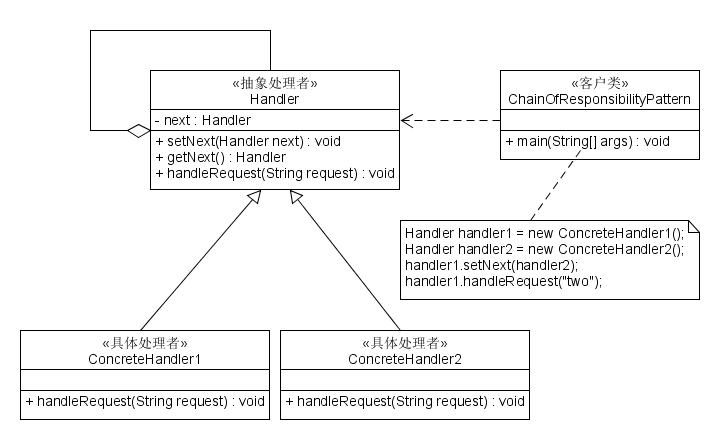 «抽象处理者»
Handler
- next : Handler
+ setNext(Handler next) : void
+ getNext() : Handler
+ handleRequest(String request) : void
«客户类»
ChainOfResponsibilityPattern
+ main(String[] args) : void
Handler handler1 = new ConcreteHandler1();
Handler handler2 = new ConcreteHandler2();
handler1.setNext(handler2);
handler1.handleRequest("two");
«具体处理者»
ConcreteHandler1
+ handleRequest(String request) : void
«具体处理者»
ConcreteHandler2
+ handleRequest(String request) : void